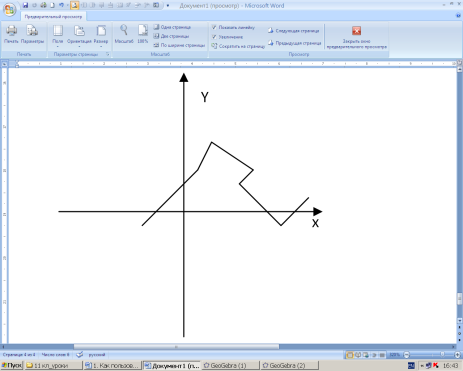 Документ1 (просмотр) - Microsoft Word
Предварительный просмотр
Печать Параметры Поля Ориентация Размер Масштаб 100%
Одна страница
Две страницы
По ширине страницы
Показать линейку
Увеличение
Сократить на страницу
Следующая страница
Предыдущая страница
Закрыть окно
предварительного просмотра
Печать Параметры страницы Масштаб Просмотр
Y
X
Страница: 4 из 4 Число слов: 6 русский
Пуск 11 кл_уроки 1. Как пользов... Документ1 (п... GeoGebra (1) GeoGebra (2) EN 16:43